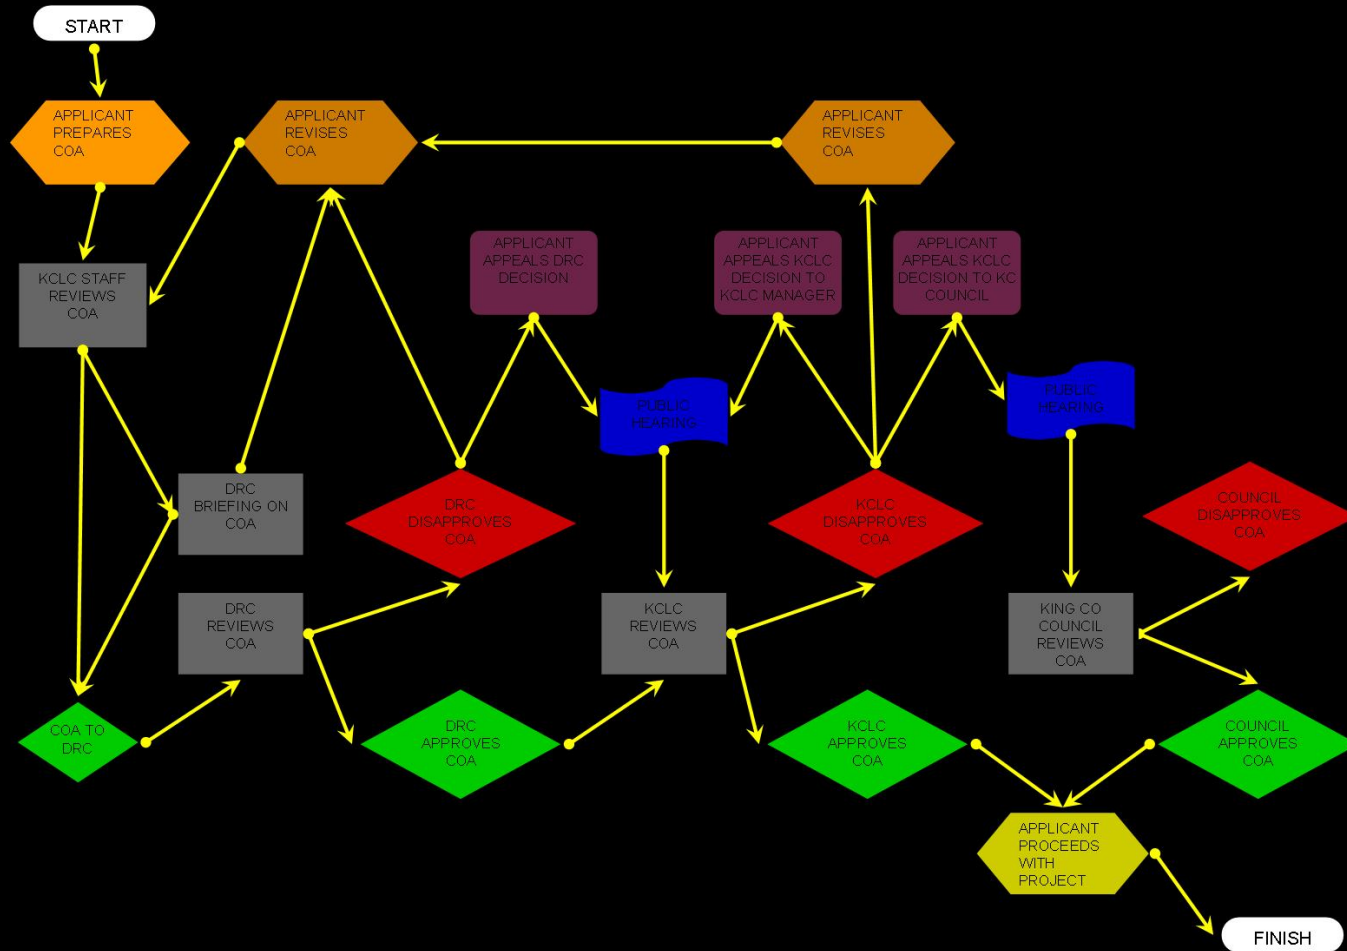 START
APPLICANT
PREPARES
COA
APPLICANT
REVISES
COA
APPLICANT
REVISES
COA
APPLICANT
APPEALS DRC
DECISION
APPLICANT
APPEALS KCLC
DECISION TO
KCLC MANAGER
APPLICANT
APPEALS KCLC
DECISION TO KC
COUNCIL
KCLC STAFF
REVIEWS
COA
PUBLIC
HEARING
PUBLIC
HEARING
DRC
BRIEFING ON
COA
DRC
DISAPPROVES
COA
KCLC
DISAPPROVES
COA
COUNCIL
DISAPPROVES
COA
DRC
REVIEWS
COA
KCLC
REVIEWS
COA
KING CO
COUNCIL
REVIEWS
COA
COA TO
DRC
DRC
APPROVES
COA
KCLC
APPROVES
COA
COUNCIL
APPROVES
COA
APPLICANT
PROCEEDS
WITH
PROJECT
FINISH